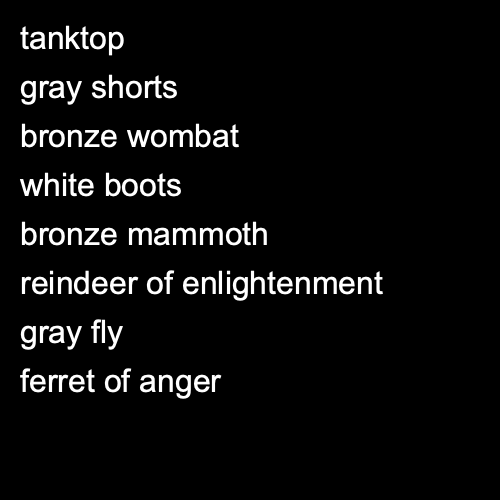 tanktop
gray shorts
bronze wombat
white boots
bronze mammoth
reindeer of enlightenment
gray fly
ferret of anger